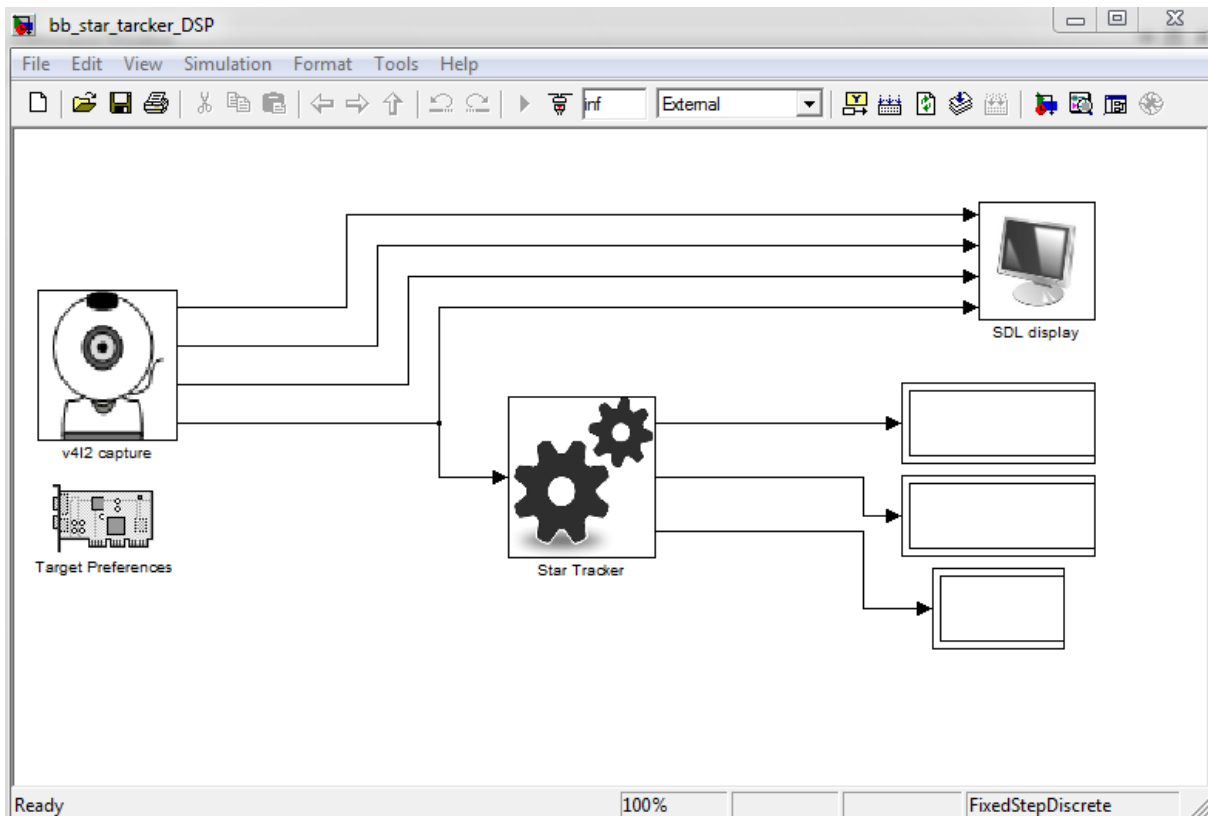 bb_star_tarcker_DSP
File Edit View Simulation Format Tools Help
inf External
SDL display
v4l2 capture
Target Preferences
Star Tracker
Ready 100% FixedStepDiscrete